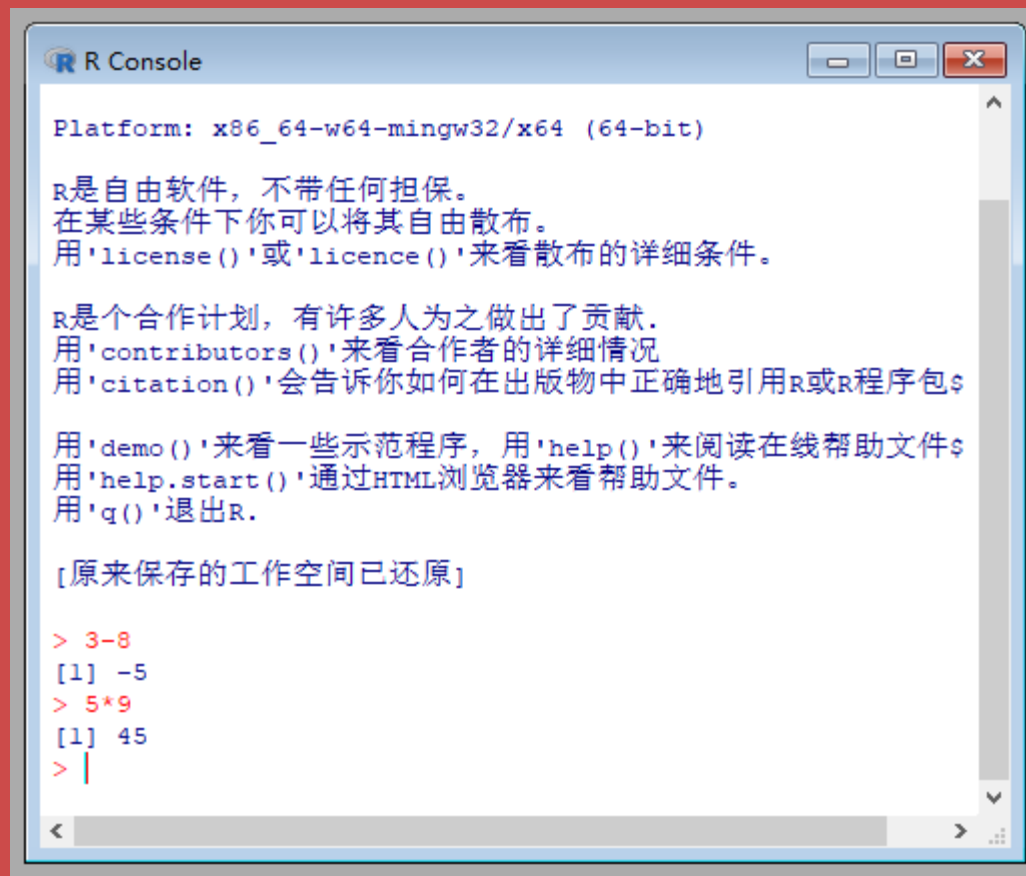 R Console
Platform: x86_64-w64-mingw32/x64 (64-bit)
R是自由软件，不带任何担保。
在某些条件下你可以将其自由散布。
用'license()'或'licence()'来看散布的详细条件。
R是个合作计划，有许多人为之做出了贡献.
用'contributors()'来看合作者的详细情况
用'citation()'会告诉你如何在出版物中正确地引用R或R程序包$
用'demo()'来看一些示范程序，用'help()'来阅读在线帮助文件$
用'help.start()'通过HTML浏览器来看帮助文件。
用'q()'退出R.
[原来保存的工作空间已还原]
> 3-8
[1] -5
> 5*9
[1] 45
>